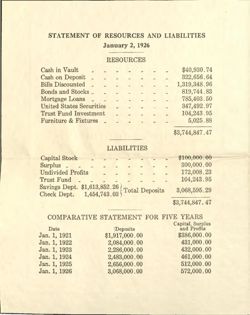 STATEMENT OF RESOURCES AND LIABILITIES
January 2, 1926
RESOURCES
Cash in Vault $40,930.74
Cash on Deposit 322,656.64
Bills Discounted 1,319,348.96
Bonds and Stocks 819,744.83
Mortgage Loans 785,403.50
United States Securities 347,492.97
Trust Fund Investment 104,243.95
Furniture & Fixtures 5,025.88
$3,744,847.47
LIABILITIES
Capital Stock $100,000.00
Surplus 300,000.00
Undivided Profits 172,008.23
Trust Fund 104,243.95
Savings Dept. $1,613,852.26
Check Dept. 1,454,743.03 Total Deposits 3,068,595.29
$3,744,847.47
COMPARATIVE STATEMENT FOR FIVE YEARS
Date Deposits Capital, Surplus and Profits
Jan. 1, 1921 $1,917,000.00 $386,000.00
Jan. 1, 1922 2,084,000.00 431,000.00
Jan. 1, 1923 2,286,000.00 432,000.00
Jan. 1, 1924 2,485,000.00 461,000.00
Jan. 1, 1925 2,656,000.00 512,000.00
Jan. 1, 1926 3,068,000.00 572,000.00